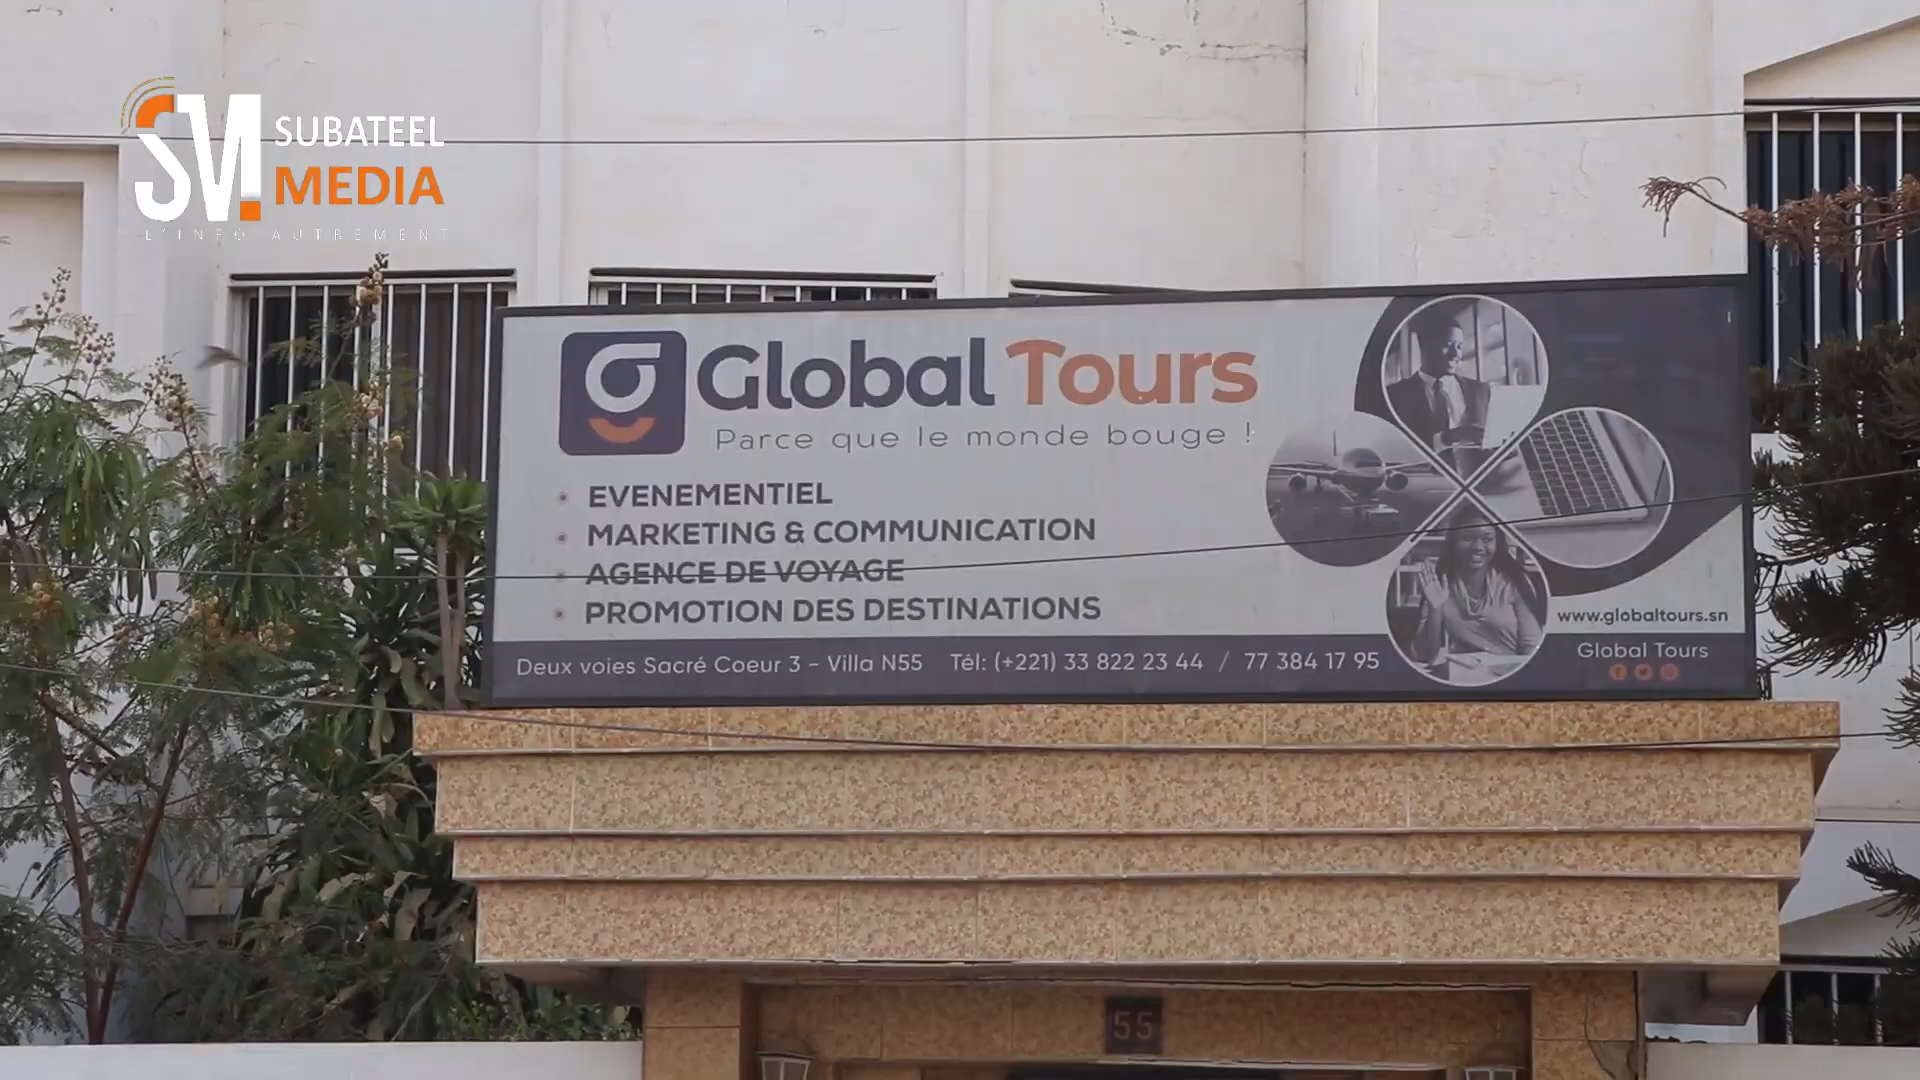 SM SUBATEEL
MEDIA
L'INFO AUTREMENT
Global Tours
Parce que le monde bouge !
EVENEMENTIEL
MARKETING & COMMUNICATION
AGENCE DE VOYAGE
PROMOTION DES DESTINATIONS
www.globaltours.sn
Global Tours
Deux voies Sacré Coeur 3 - Villa N55 Tél: (+221) 33 822 23 44 / 77 384 17 95
55